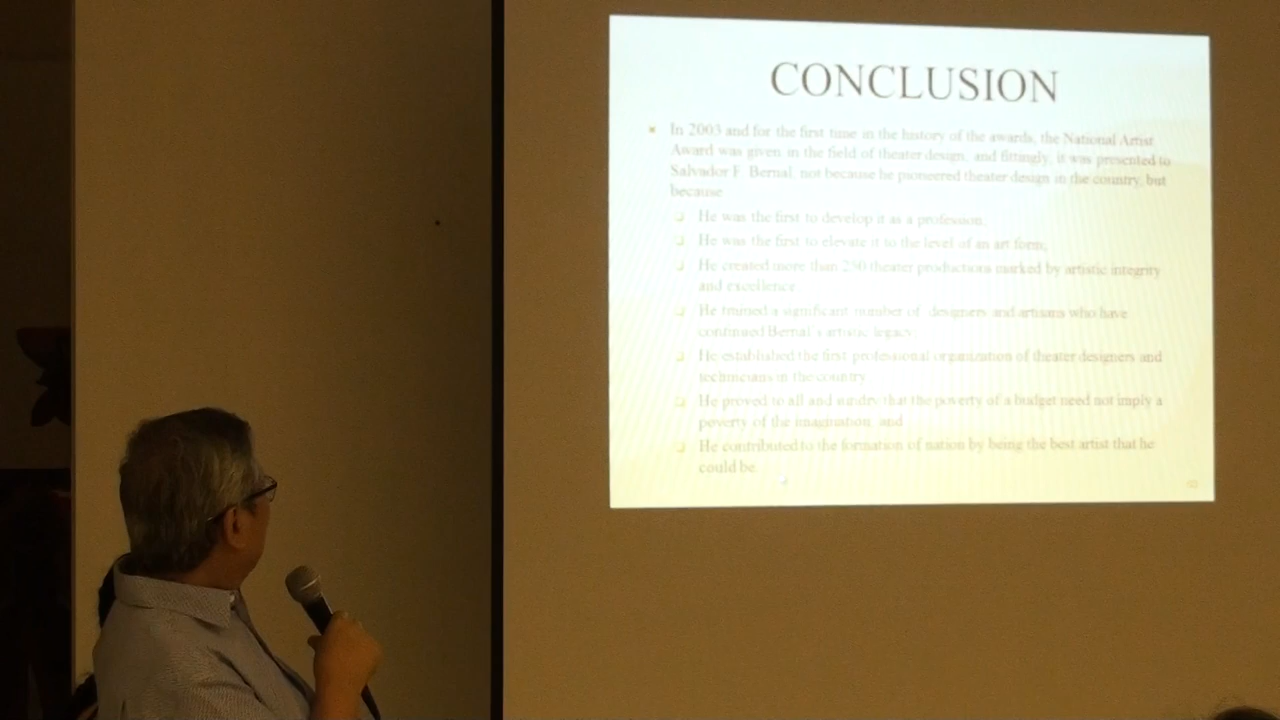 CONCLUSION
In 2003 and for the first time in the history of the awards, the National Artist
Award was given in the field of theater design, and fittingly, it was presented to
Salvador F. Bernal, not because he pioneered theater design in the country, but
because
He was the first to develop it as a profession;
He was the first to elevate it to the level of an art form;
He created more than 250 theater productions marked by artistic integrity
and excellence
He trained a significant number of designers and artisans who have
continued Bernal's artistic legacy;
He established the first professional organization of theater designers and
technicians in the country
He proved to all and sundry that the poverty of a budget need not imply a
poverty of the imagination and
He contributed to the formation of nation by being the best artist that he
could be.